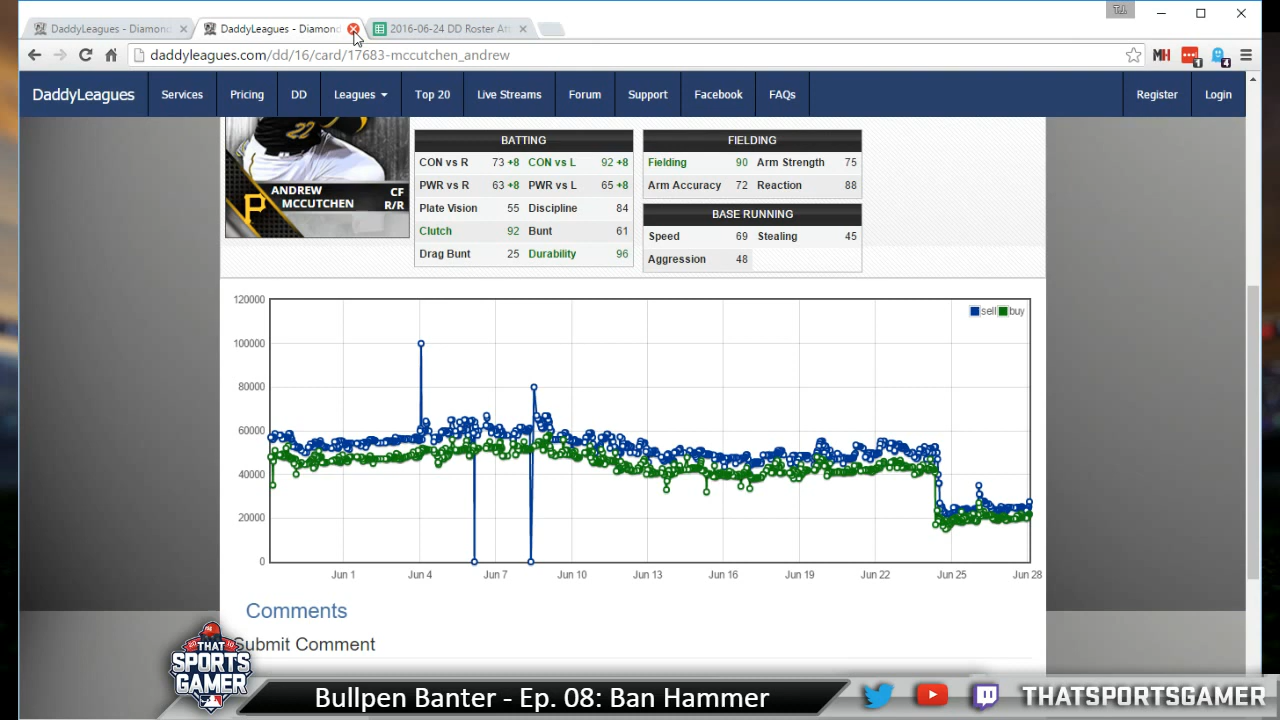 DaddyLeagues - Diamond
DaddyLeagues - Diamond
2016-06-24 DD Roster Att
daddyleagues.com/dd/16/card/17683-mccutchen_andrew
MH
1
4
DaddyLeagues
Services
Pricing
DD
Leagues
Top 20
Live Streams
Forum
Support
Facebook
FAQs
Register
Login
22
ANDREW
MCCUTCHEN
CF
R/R
P
BATTING
CON vs R 73 +8 CON vs L 92 +8
PWR vs R 63 +8 PWR vs L 65 +8
Plate Vision 55 Discipline 84
Clutch 92 Bunt 61
Drag Bunt 25 Durability 96
FIELDING
Fielding 90 Arm Strength 75
Arm Accuracy 72 Reaction 88
BASE RUNNING
Speed 69 Stealing 45
Aggression 48
120000
100000
80000
60000
40000
20000
0
sell buy
Jun 1 Jun 4 Jun 7 Jun 10 Jun 13 Jun 16 Jun 19 Jun 22 Jun 25 Jun 28
Comments
Submit Comment
THAT
SPORTS
GAMER
Bullpen Banter - Ep. 08: Ban Hammer
THATSPORTSGAMER